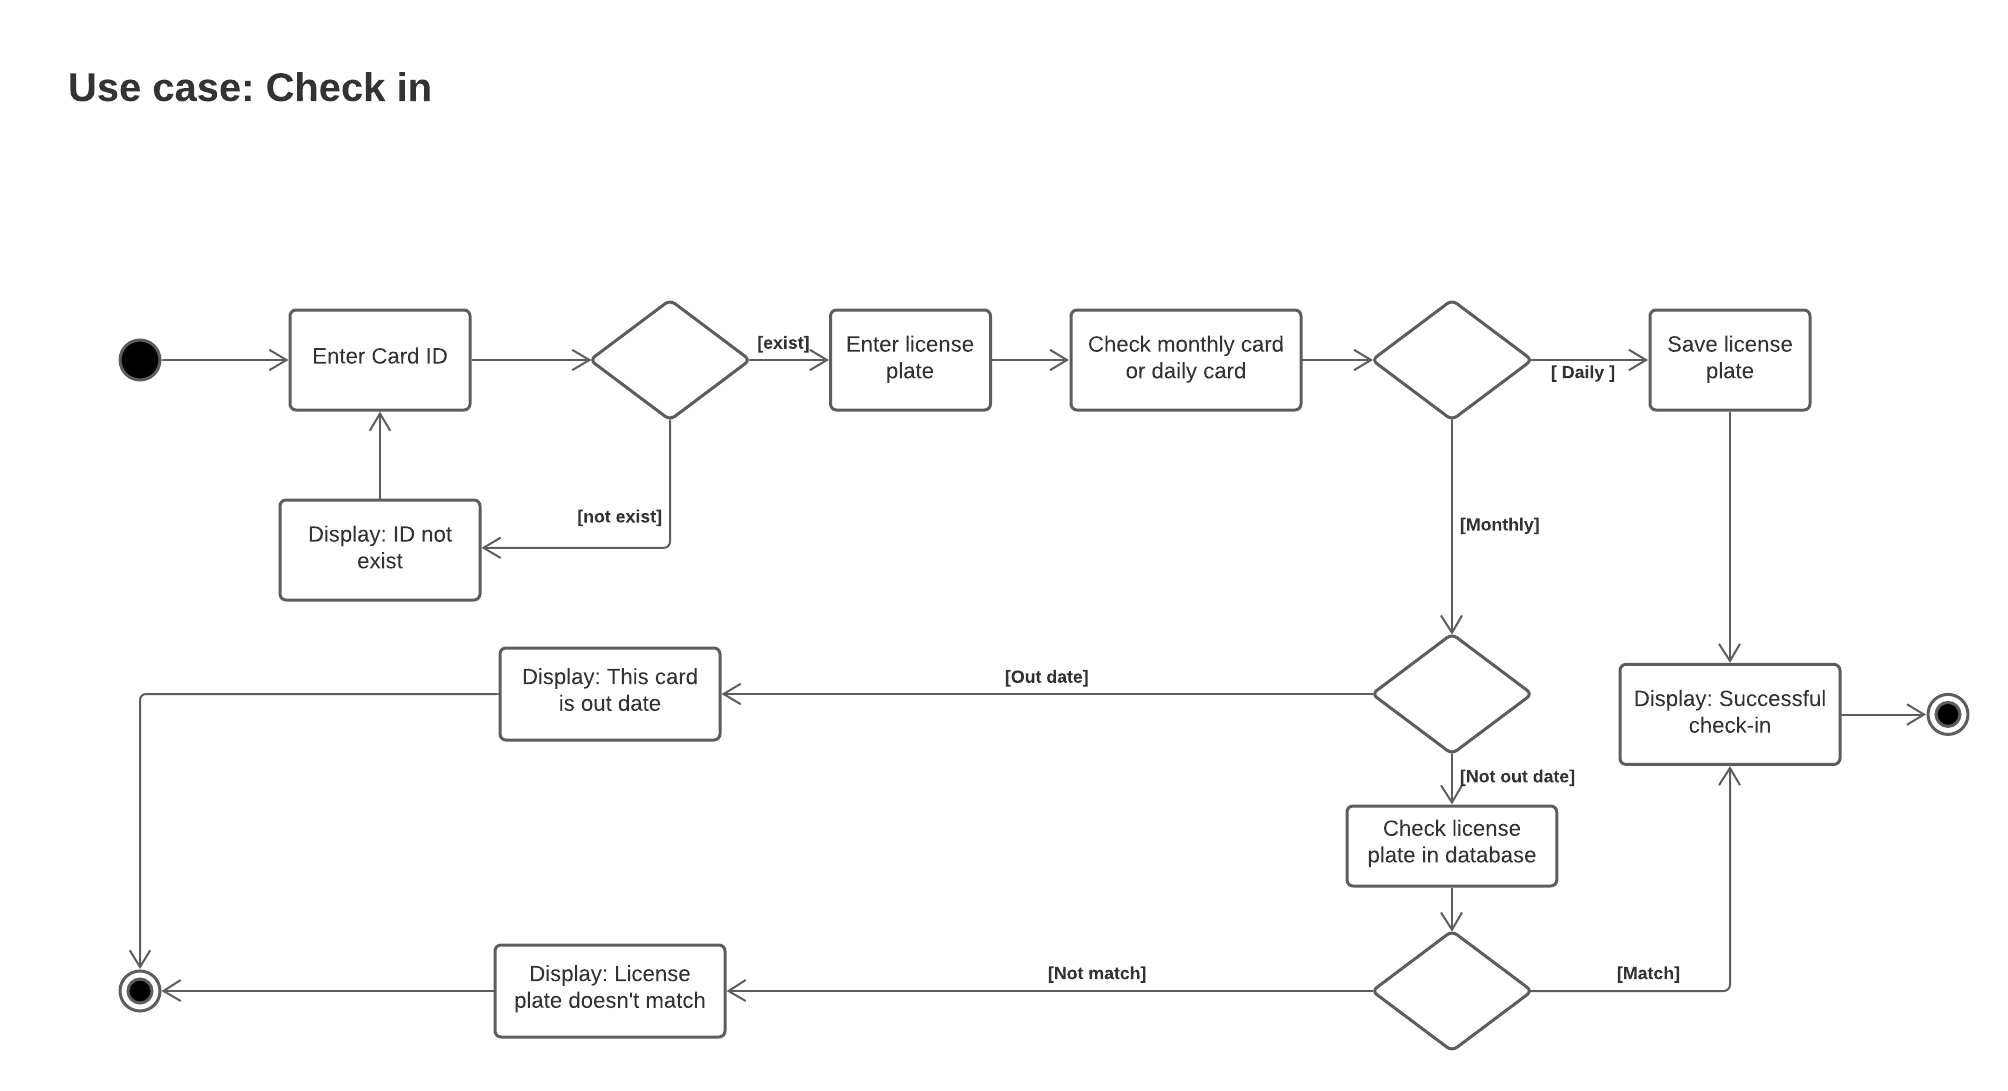 Use case: Check in
Enter Card ID
[exist]
Enter license
plate
Check monthly card
or daily card
[ Daily ]
Save license
plate
[not exist]
Display: ID not
exist
[Monthly]
Display: This card
is out date
[Out date]
Display: Successful
check-in
[Not out date]
Check license
plate in database
Display: License
plate doesn't match
[Not match]
[Match]